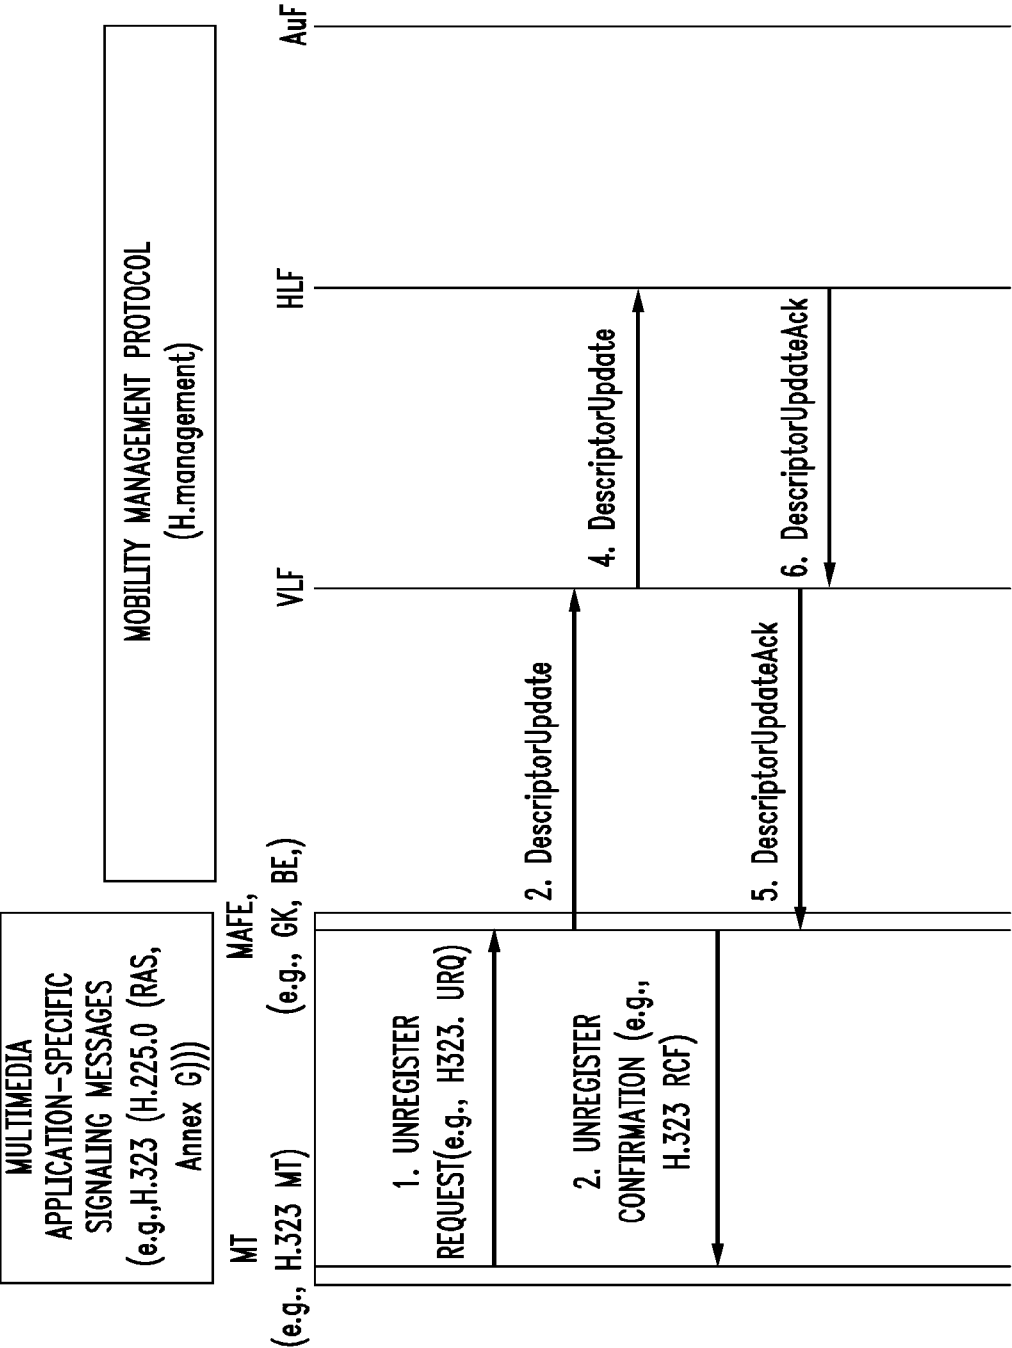 MULTIMEDIA
APPLICATION-SPECIFIC
SIGNALING MESSAGES
(e.g.,H.323 (H.225.0 (RAS,
Annex G)))
MOBILITY MANAGEMENT PROTOCOL
(H.management)
MT
(e.g., H.323 MT)
MAFE,
(e.g., GK, BE,)
VLF
HLF
AuF
1. UNREGISTER
REQUEST(e.g., H323. URQ)
2. DescriptorUpdate
2. UNREGISTER
CONFIRMATION (e.g.,
H.323 RCF)
4. DescriptorUpdate
5. DescriptorUpdateAck
6. DescriptorUpdateAck